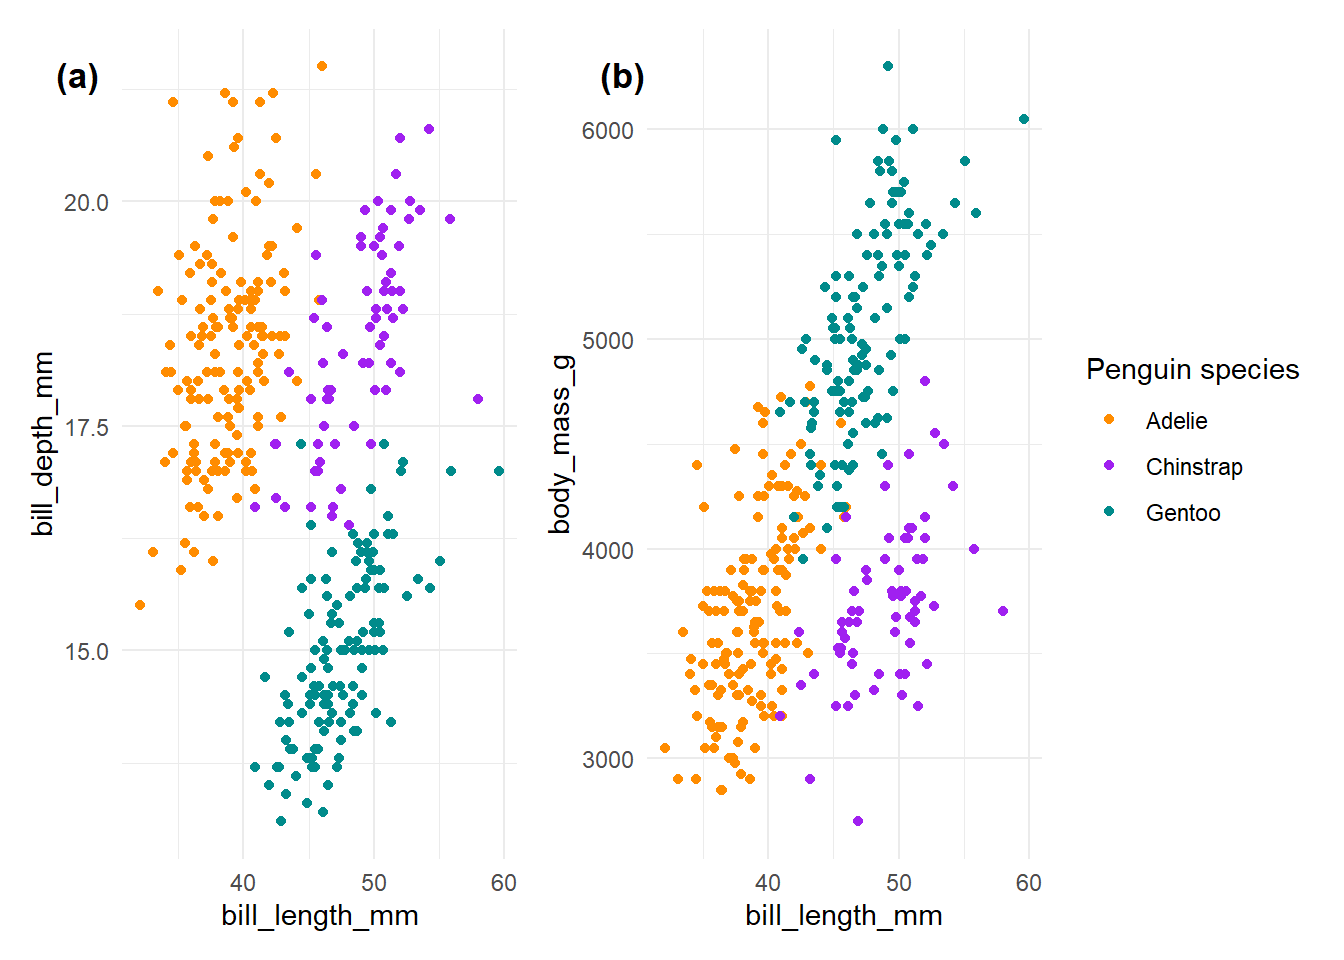 (a)
bill_depth_mm
20.0
17.5
15.0
40 50 60
bill_length_mm
(b)
body_mass_g
6000
5000
4000
3000
40 50 60
bill_length_mm
Penguin species
Adelie
Chinstrap
Gentoo